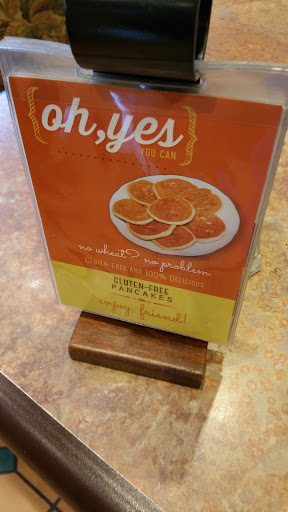 {oh, yes}
YOU CAN
no wheat? no problem.
GLUTEN-FREE AND 100% DELICIOUS
GLUTEN-FREE
PANCAKES
enjoy, friend!